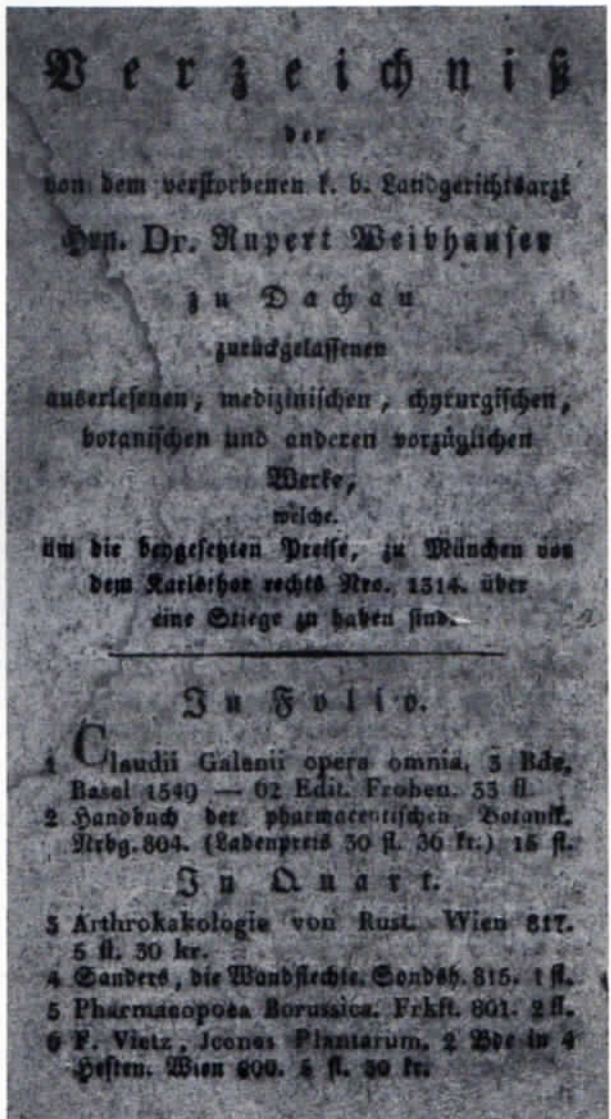 Verzeichniß
der
von dem verstorbenen k. b. Landgerichtsarzt
Hrn. Dr. Rupert Weibhauser
zu Dachau
zurückgelassenen
auserlesenen, medizinischen, chyrurgischen,
botanischen und anderen vorzüglichen
Werke,
welche
um die beygesetzten Preise, zu München von
dem Karlsthor rechts Nro. 1314. über
eine Stiege zu haben sind.
In Folio.
1 Claudii Galenii opera omnia, 3 Bde,
Basel 1549 — 62 Edit. Froben. 33 fl
2 Handbuch der pharmaceutischen Botanik.
Nrbg. 804. (Ladenpreis 30 fl. 36 kr.) 15 fl.
In Quart.
3 Arthrokakologie von Rust. Wien 817.
5 fl. 30 kr.
4 Sanders, die Wandflechte. Sondsh. 815. 1 fl.
5 Pharmacopoea Borussica. Frkft. 801. 2 fl.
6 F. Vietz, Icones Plantarum. 2 Bde in 4
Heften. Wien 800. 5 fl. 30 kr.